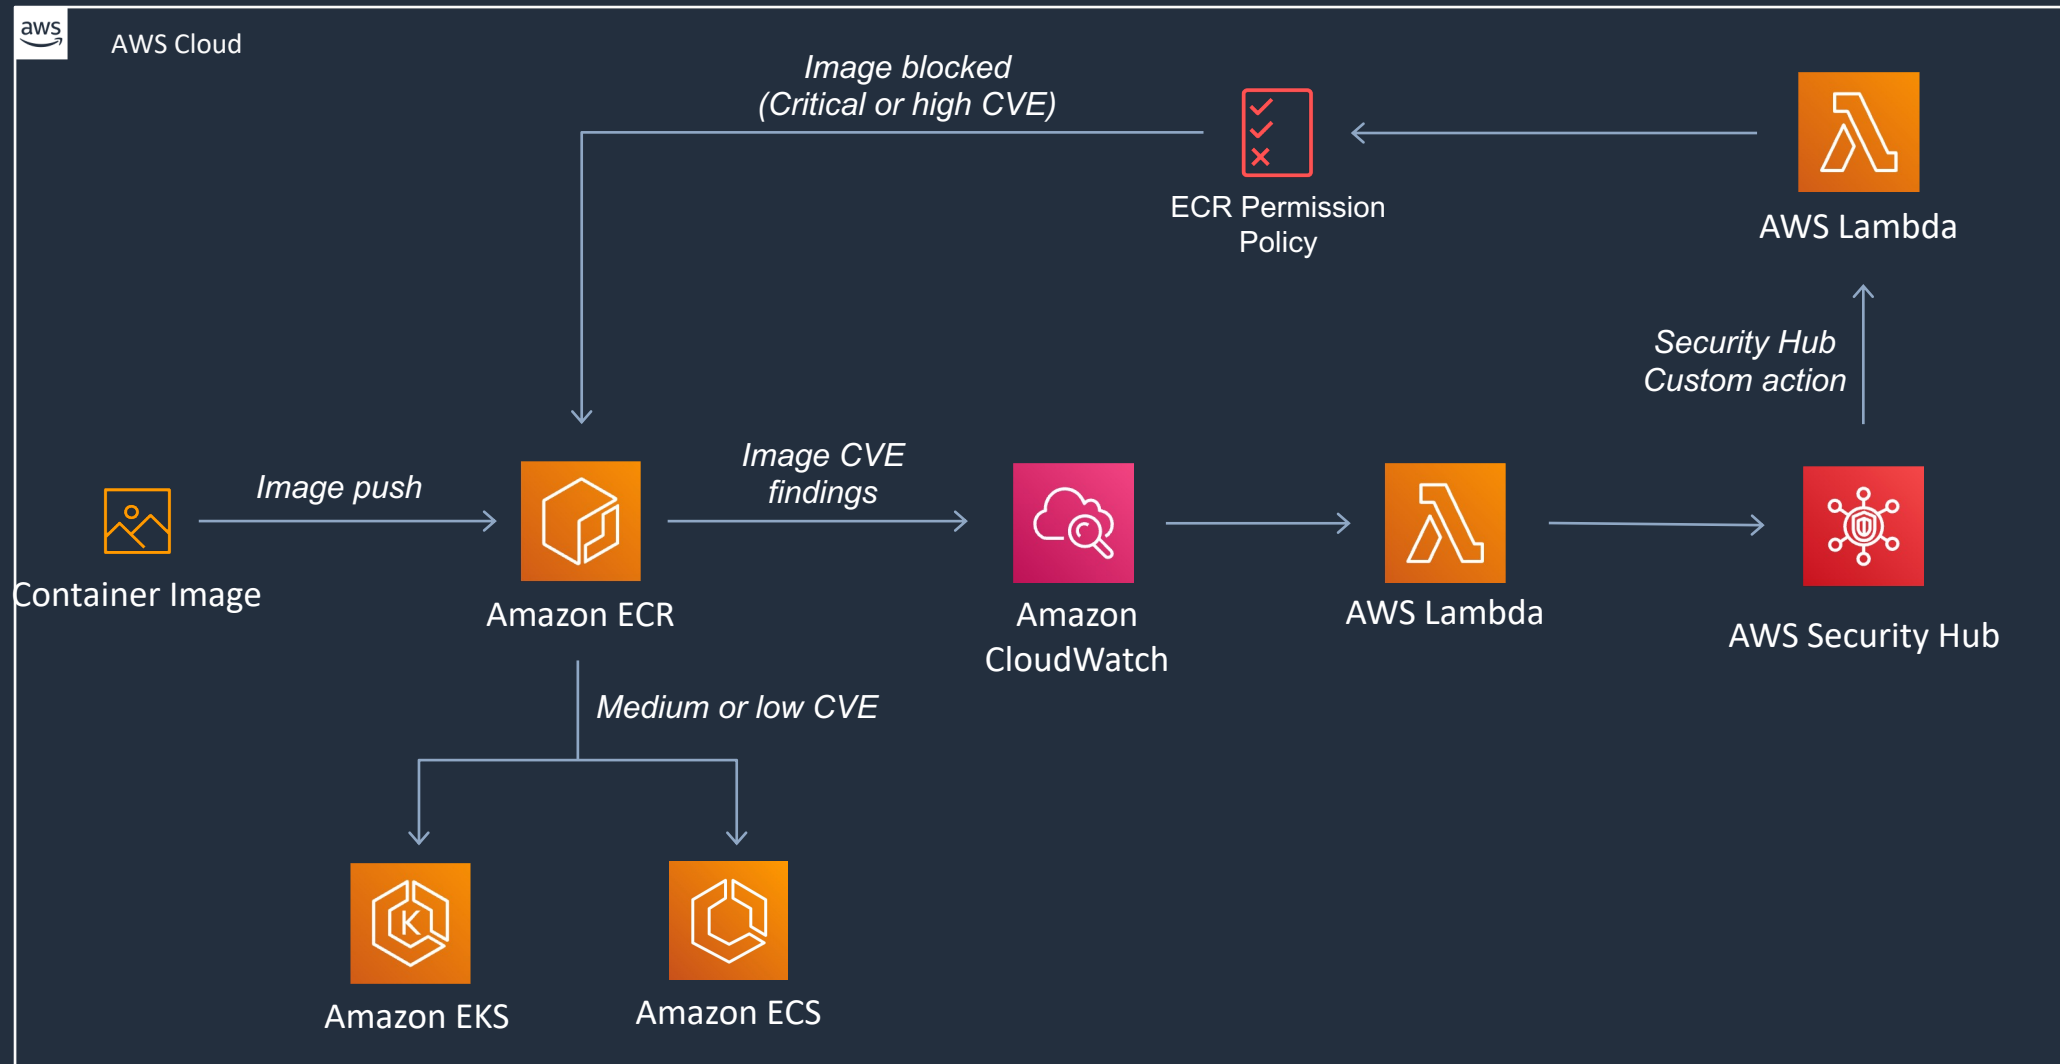 aws
AWS Cloud
Image blocked
(Critical or high CVE)
ECR Permission
Policy
AWS Lambda
Security Hub
Custom action
Image push
Image CVE
findings
Container Image
Amazon ECR
Amazon
CloudWatch
AWS Lambda
AWS Security Hub
Medium or low CVE
K
Amazon EKS
Amazon ECS